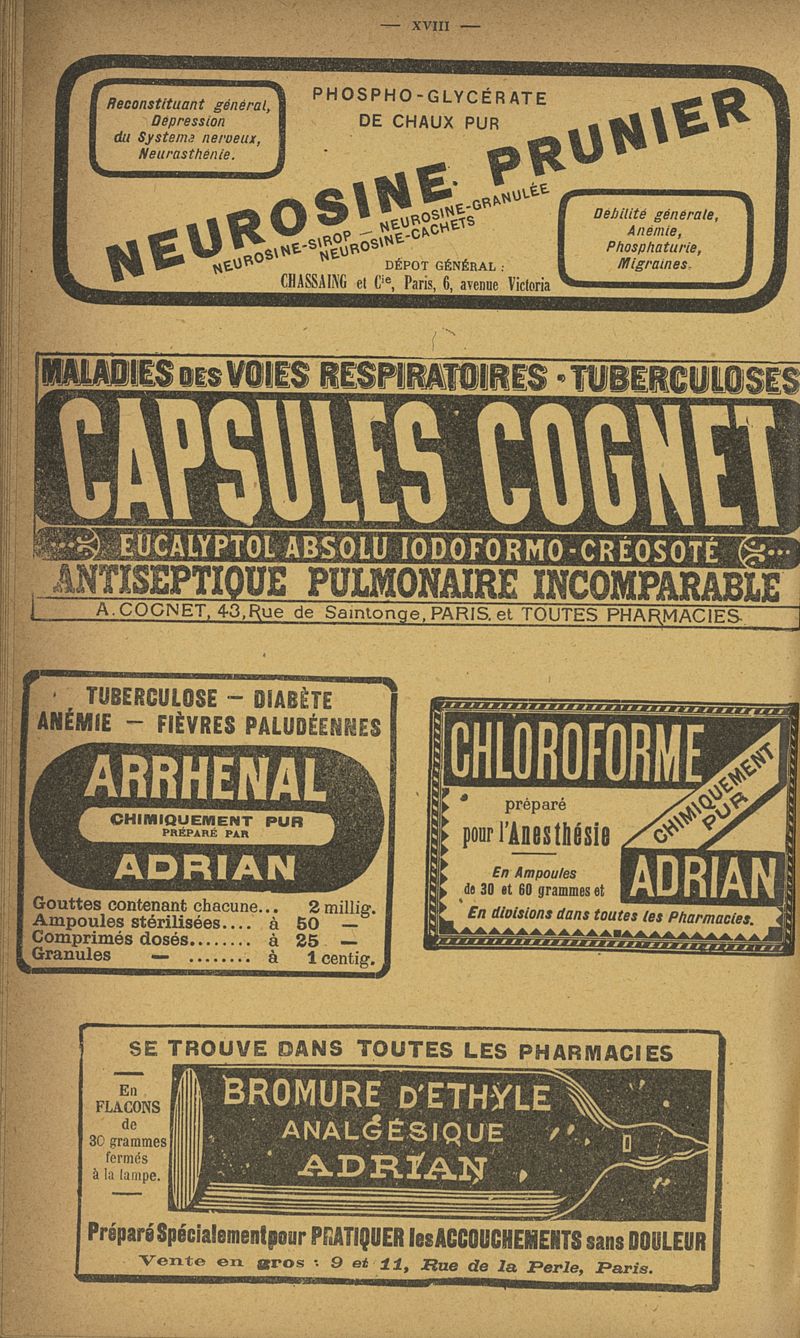 — XVIII —
Reconstituant général,
Dépression
du Système nerveux,
Neurasthénie.
PHOSPHO-GLYCÉRATE
DE CHAUX PUR
NEUROSINE PRUNIER
NEUROSINE-SIROP — NEUROSINE-GRANULÉE
NEUROSINE-CACHETS
DÉPOT GÉNÉRAL :
CHASSAING et Cie, Paris, 6, avenue Victoria
Débilité générale,
Anémie,
Phosphaturie,
Migraines.
MALADIES DES VOIES RESPIRATOIRES · TUBERCULOSES
CAPSULES COGNET
EUCALYPTOL ABSOLU IODOFORMO-CRÉOSOTÉ
ANTISEPTIQUE PULMONAIRE INCOMPARABLE
A. COGNET, 43, Rue de Saintonge, PARIS. et TOUTES PHARMACIES.
TUBERCULOSE — DIABÈTE
ANÉMIE — FIÈVRES PALUDÉENNES
ARRHENAL
CHIMIQUEMENT PUR
PRÉPARÉ PAR
ADRIAN
Gouttes contenant chacune... 2 millig.
Ampoules stérilisées.... à 50 —
Comprimés dosés........ à 25 —
Granules — ........ à 1 centig.
CHLOROFORME
CHIMIQUEMENT
PUR
préparé
pour l'Anesthésie
ADRIAN
En Ampoules
de 30 et 60 grammes et
En divisions dans toutes les Pharmacies.
SE TROUVE DANS TOUTES LES PHARMACIES
En
FLACONS
de
30 grammes
fermés
à la lampe.
BROMURE D'ETHYLE
ANALGÉSIQUE
ADRIAN
Préparé Spécialement pour PRATIQUER les ACCOUCHEMENTS sans DOULEUR
Vente en gros : 9 et 11, Rue de la Perle, Paris.